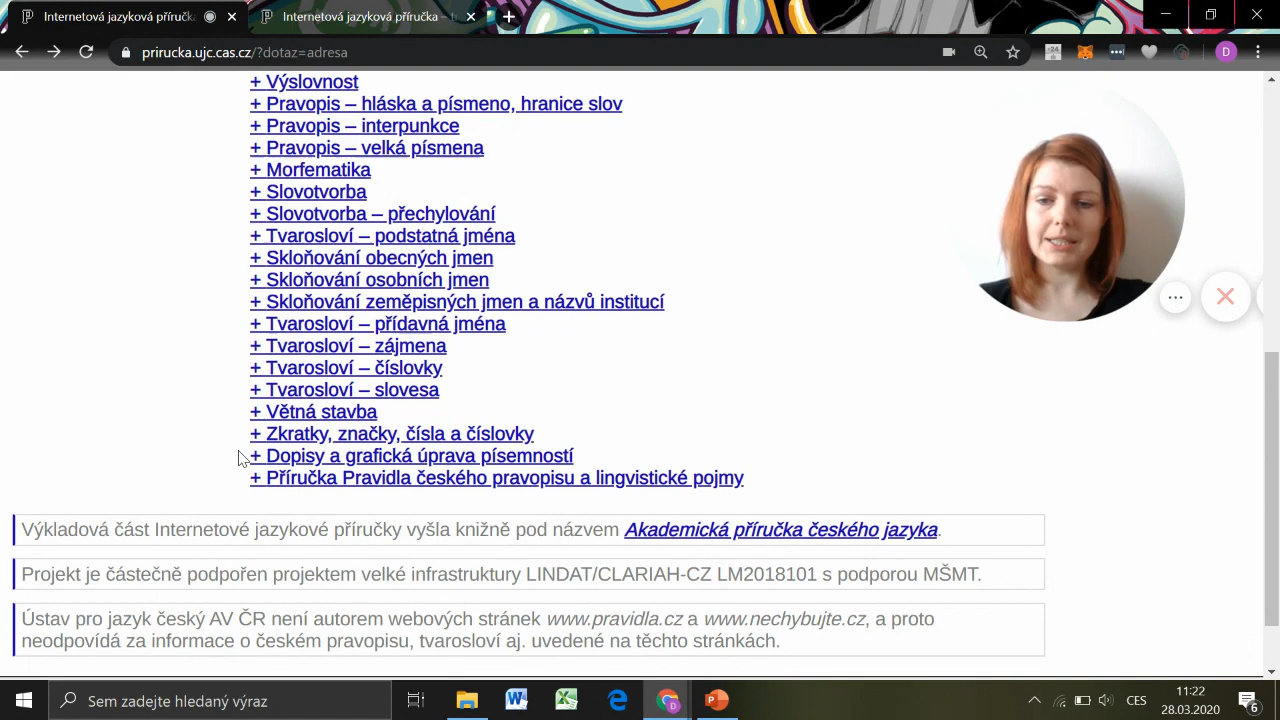 Internetová jazyková příručk
Internetová jazyková příručka –
prirucka.ujc.cas.cz/?dotaz=adresa
D
+ Výslovnost
+ Pravopis – hláska a písmeno, hranice slov
+ Pravopis – interpunkce
+ Pravopis – velká písmena
+ Morfematika
+ Slovotvorba
+ Slovotvorba – přechylování
+ Tvarosloví – podstatná jména
+ Skloňování obecných jmen
+ Skloňování osobních jmen
+ Skloňování zeměpisných jmen a názvů institucí
+ Tvarosloví – přídavná jména
+ Tvarosloví – zájmena
+ Tvarosloví – číslovky
+ Tvarosloví – slovesa
+ Větná stavba
+ Zkratky, značky, čísla a číslovky
+ Dopisy a grafická úprava písemností
+ Příručka Pravidla českého pravopisu a lingvistické pojmy
Výkladová část Internetové jazykové příručky vyšla knižně pod názvem Akademická příručka českého jazyka.
Projekt je částečně podpořen projektem velké infrastruktury LINDAT/CLARIAH-CZ LM2018101 s podporou MŠMT.
Ústav pro jazyk český AV ČR není autorem webových stránek www.pravidla.cz a www.nechybujte.cz, a proto
neodpovídá za informace o českém pravopisu, tvarosloví aj. uvedené na těchto stránkách.
Sem zadejte hledaný výraz
CES
11:22
28.03.2020
6